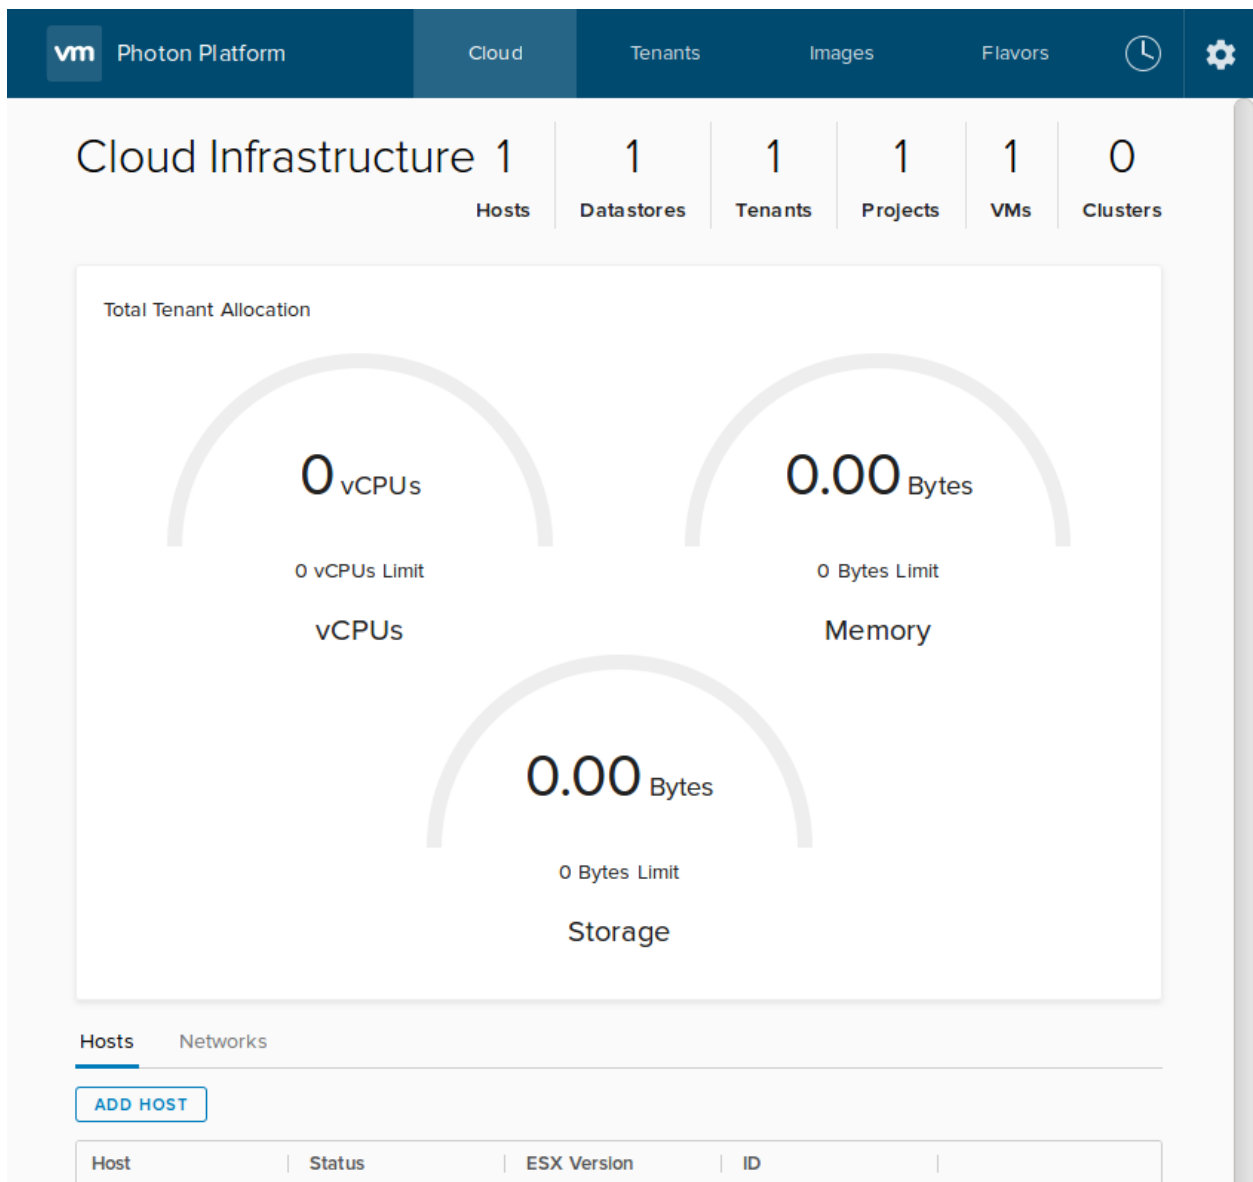 vm Photon Platform Cloud Tenants Images Flavors
Cloud Infrastructure 1 1 1 1 1 0
Hosts Datastores Tenants Projects VMs Clusters
Total Tenant Allocation
0 vCPUs 0.00 Bytes
0 vCPUs Limit 0 Bytes Limit
vCPUs Memory
0.00 Bytes
0 Bytes Limit
Storage
Hosts Networks
ADD HOST
Host Status ESX Version ID